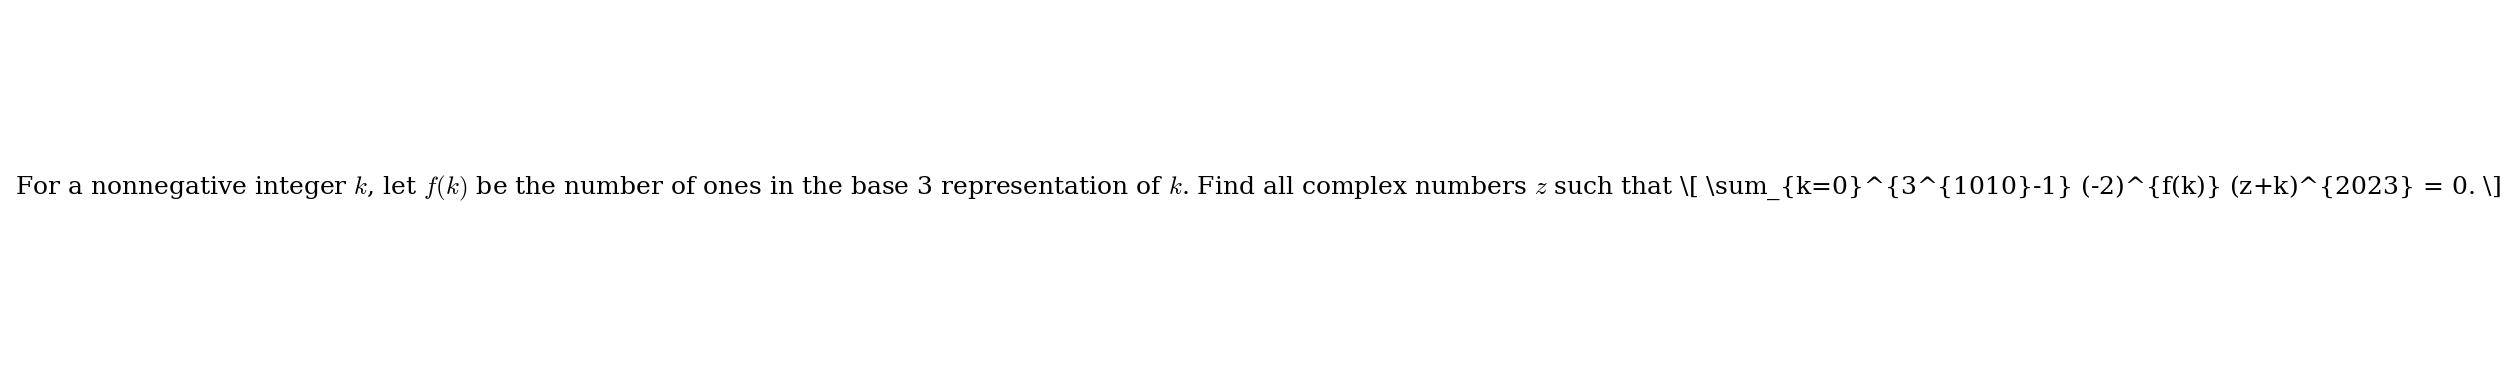 For a nonnegative integer k, let f(k) be the number of ones in the base 3 representation of k. Find all complex numbers z such that \[ \sum_{k=0}^{3^{1010}-1} (-2)^{f(k)} (z+k)^{2023} = 0. \]